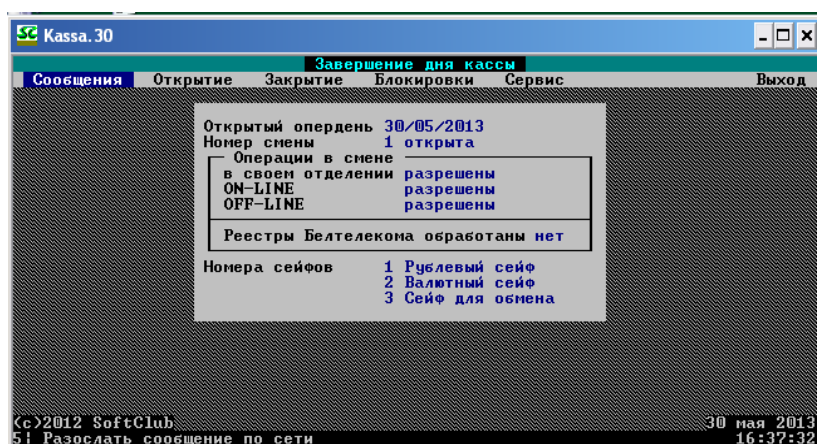 SC Kassa.30
Завершение дня кассы
Сообщения Открытие Закрытие Блокировки Сервис Выход
Открытый опердень 30/05/2013
Номер смены 1 открыта
Операции в смене
в своем отделении разрешены
ON-LINE разрешены
OFF-LINE разрешены
Реестры Белтелекома обработаны нет
Номера сейфов 1 Рублевый сейф
2 Валютный сейф
3 Сейф для обмена
(c)2012 SoftClub 30 мая 2013
5¦ Разослать сообщение по сети 16:37:32